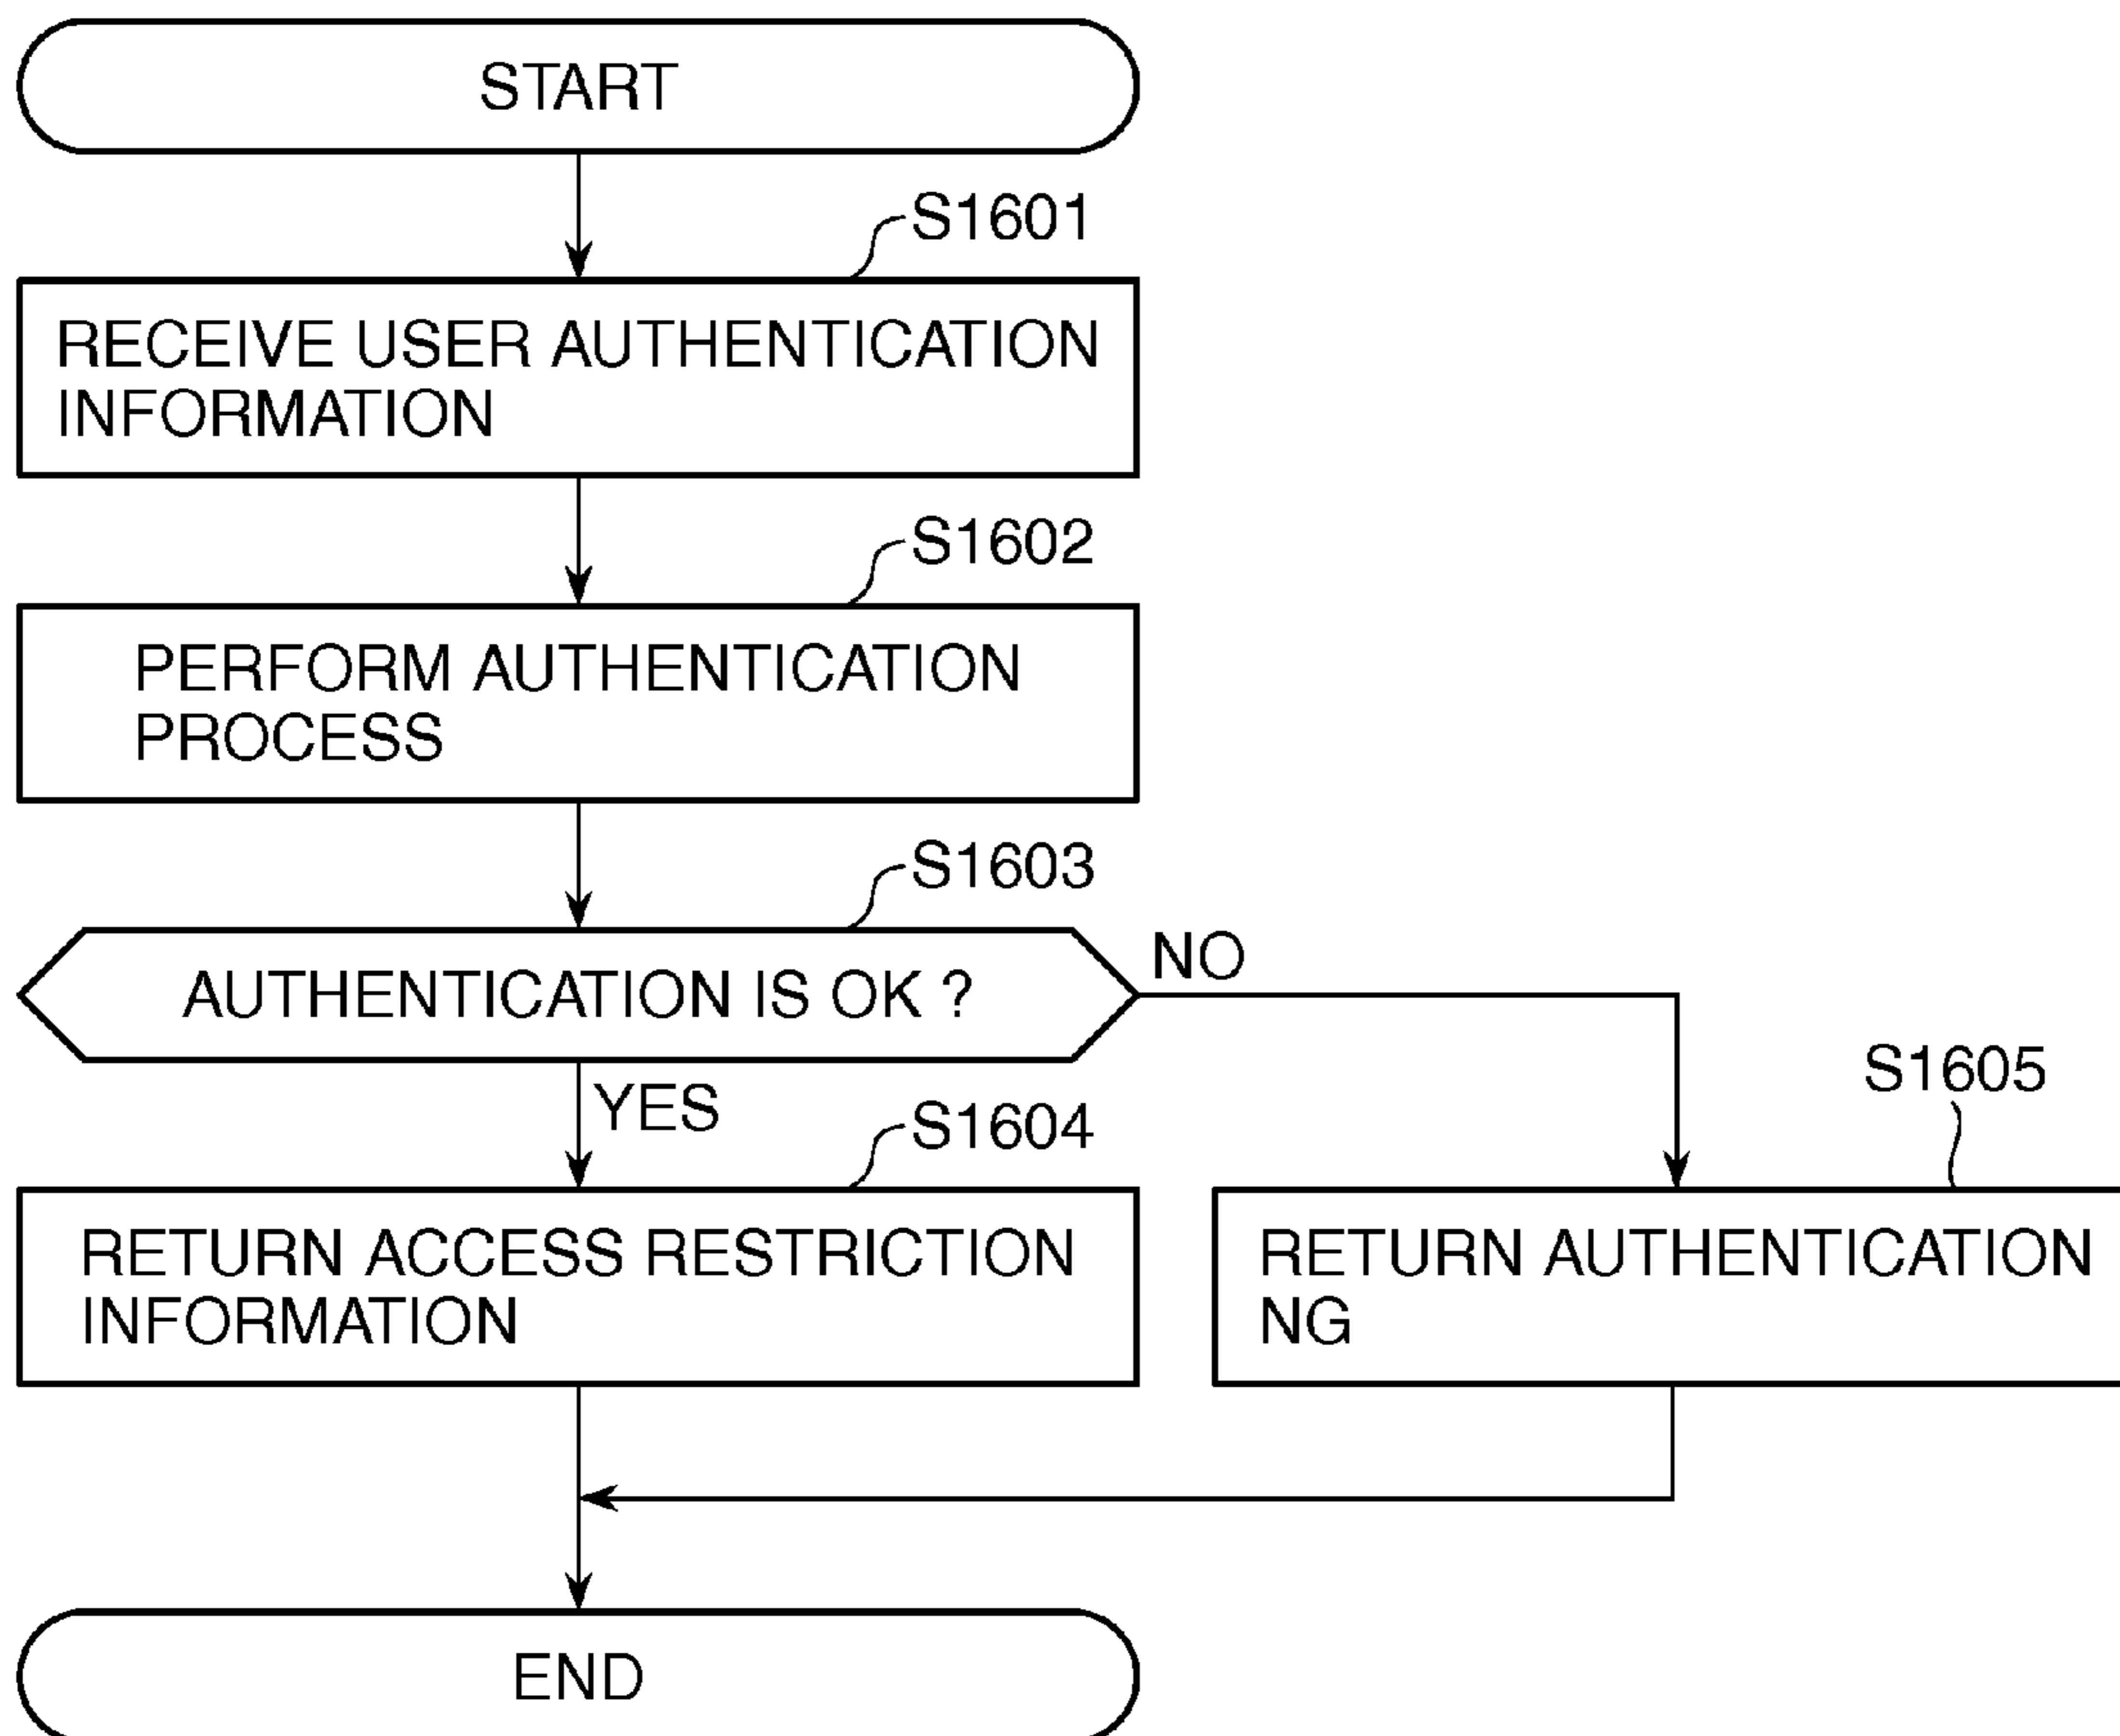 START
S1601
RECEIVE USER AUTHENTICATION
INFORMATION
S1602
PERFORM AUTHENTICATION
PROCESS
S1603
AUTHENTICATION IS OK ?
NO
YES
S1604
S1605
RETURN ACCESS RESTRICTION
INFORMATION
RETURN AUTHENTICATION
NG
END